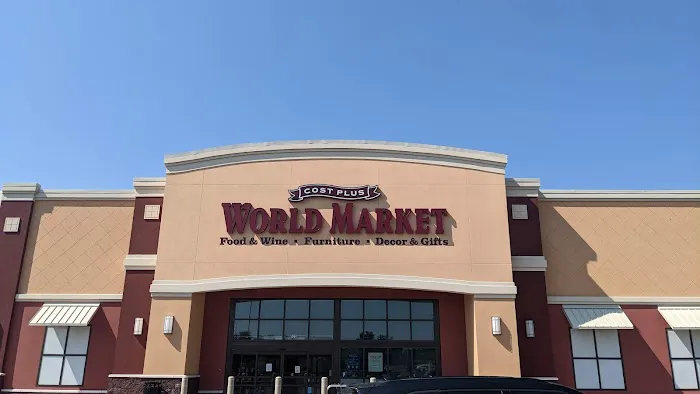 COST PLUS
WORLD MARKET
Food & Wine • Furniture • Decor & Gifts